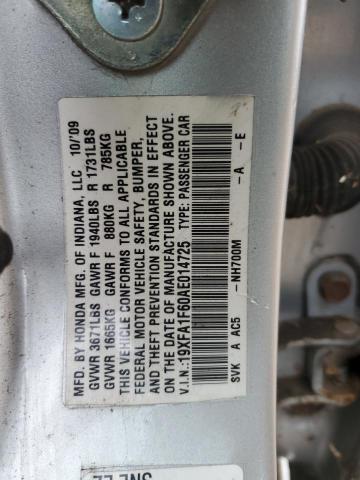 MFD. BY HONDA MFG. OF INDIANA, LLC 10/'09
GVWR 3671LBS GAWR F 1940LBS R 1731LBS
GVWR 1665KG GAWR F 880KG R 785KG
THIS VEHICLE CONFORMS TO ALL APPLICABLE
FEDERAL MOTOR VEHICLE SAFETY, BUMPER,
AND THEFT PREVENTION STANDARDS IN EFFECT
ON THE DATE OF MANUFACTURE SHOWN ABOVE.
V.I.N.:19XFA1F60AE014725 TYPE: PASSENGER CAR
SVK A AC5 - NH700M - A - E